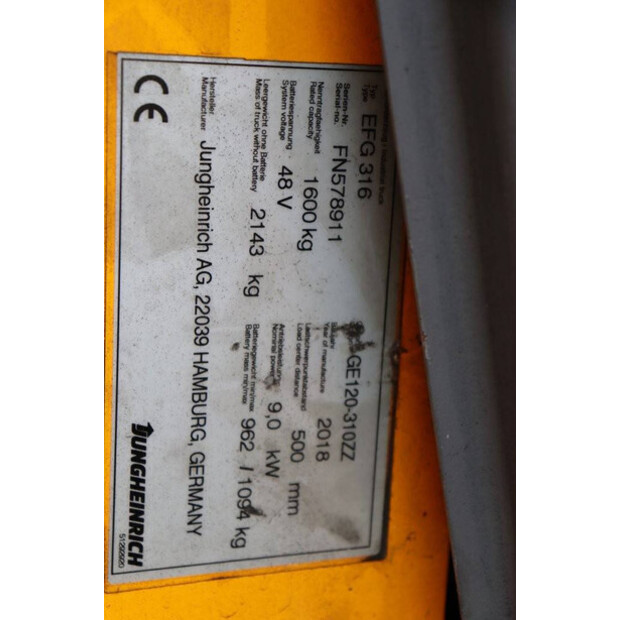 Typ
Type EFG 316 GE120-310ZZ
Serien-Nr.
Serial-no. FN578911 Year of manufacture 2018
Nenntragfaehigkeit
Rated capacity 1600 kg Lastschwerpunktabstand
Load center distance 500 mm
Batteriespannung
System voltage 48 V Nominal power 9,0 kW
Leergewicht ohne Batterie
Mass of truck without battery 2143 kg Batteriegewicht min/max
Battery mass min/max 962 / 1094 kg
Hersteller
Manufacturer Jungheinrich AG, 22039 HAMBURG, GERMANY
CE JUNGHEINRICH